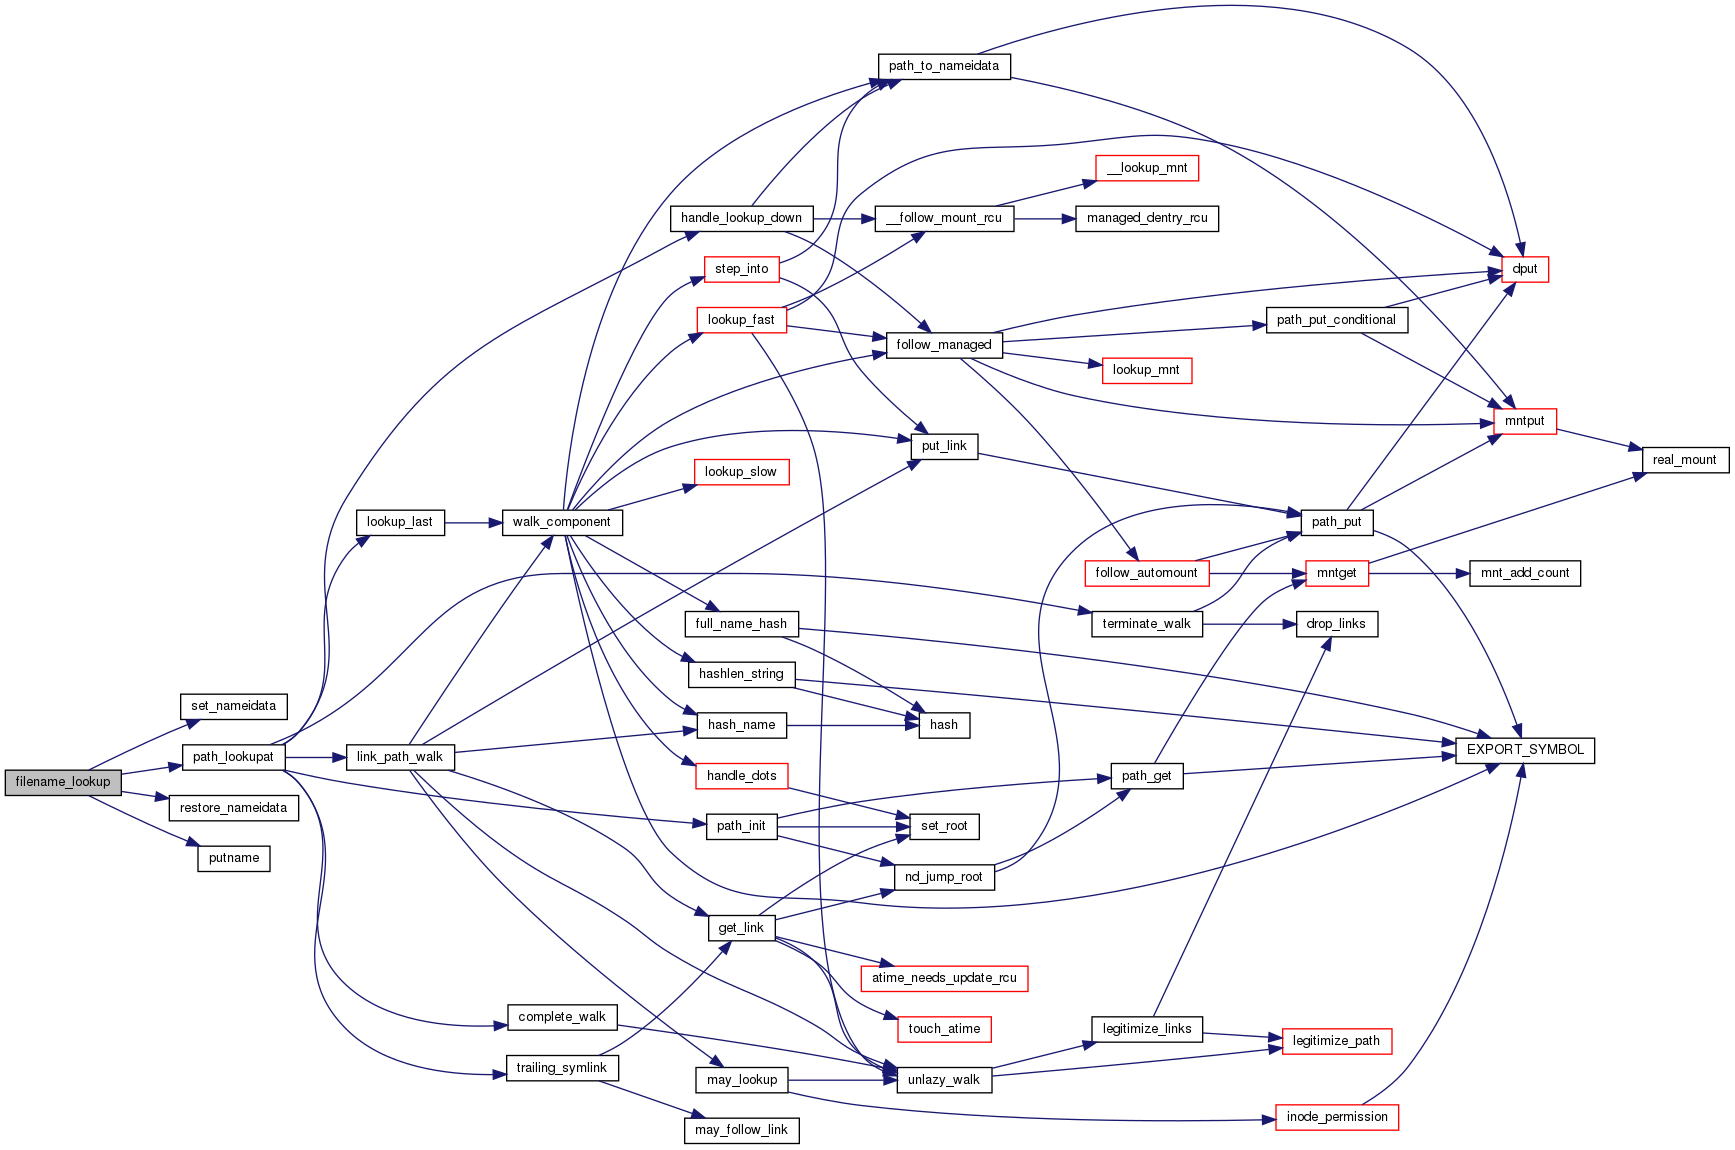 path_to_nameidata
__lookup_mnt
handle_lookup_down
__follow_mount_rcu
managed_dentry_rcu
step_into
dput
lookup_fast
path_put_conditional
follow_managed
lookup_mnt
mntput
put_link
real_mount
lookup_slow
lookup_last
walk_component
path_put
follow_automount
mntget
mnt_add_count
full_name_hash
terminate_walk
drop_links
hashlen_string
set_nameidata
hash_name
hash
path_lookupat
link_path_walk
EXPORT_SYMBOL
filename_lookup
handle_dots
path_get
restore_nameidata
path_init
set_root
putname
nd_jump_root
get_link
atime_needs_update_rcu
complete_walk
touch_atime
legitimize_links
legitimize_path
trailing_symlink
may_lookup
unlazy_walk
inode_permission
may_follow_link